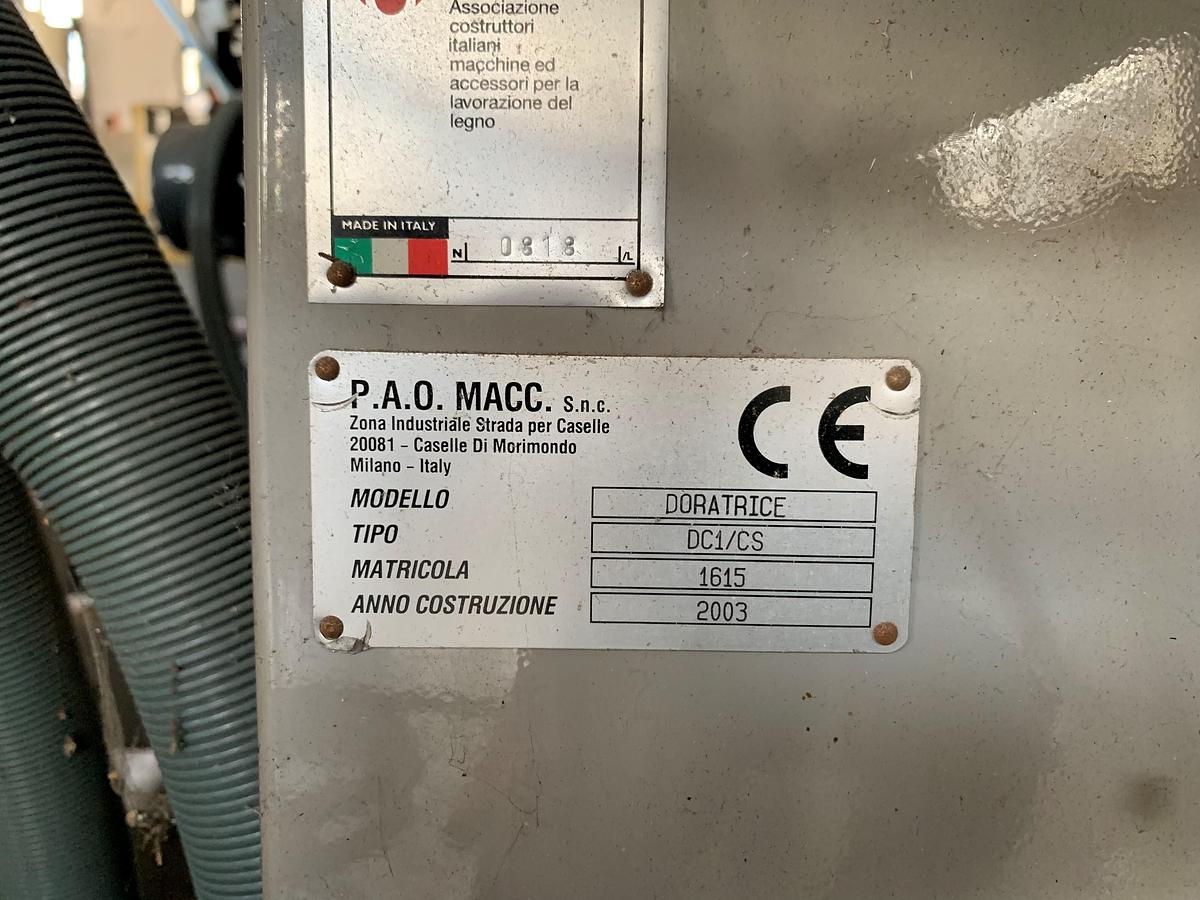 Associazione
costruttori
italiani
macchine ed
accessori per la
lavorazione del
legno
MADE IN ITALY
N 0818 /L
P.A.O. MACC. S.n.c.
Zona Industriale Strada per Caselle
20081 - Caselle Di Morimondo
Milano - Italy
CE
MODELLO DORATRICE
TIPO DC1/CS
MATRICOLA 1615
ANNO COSTRUZIONE 2003